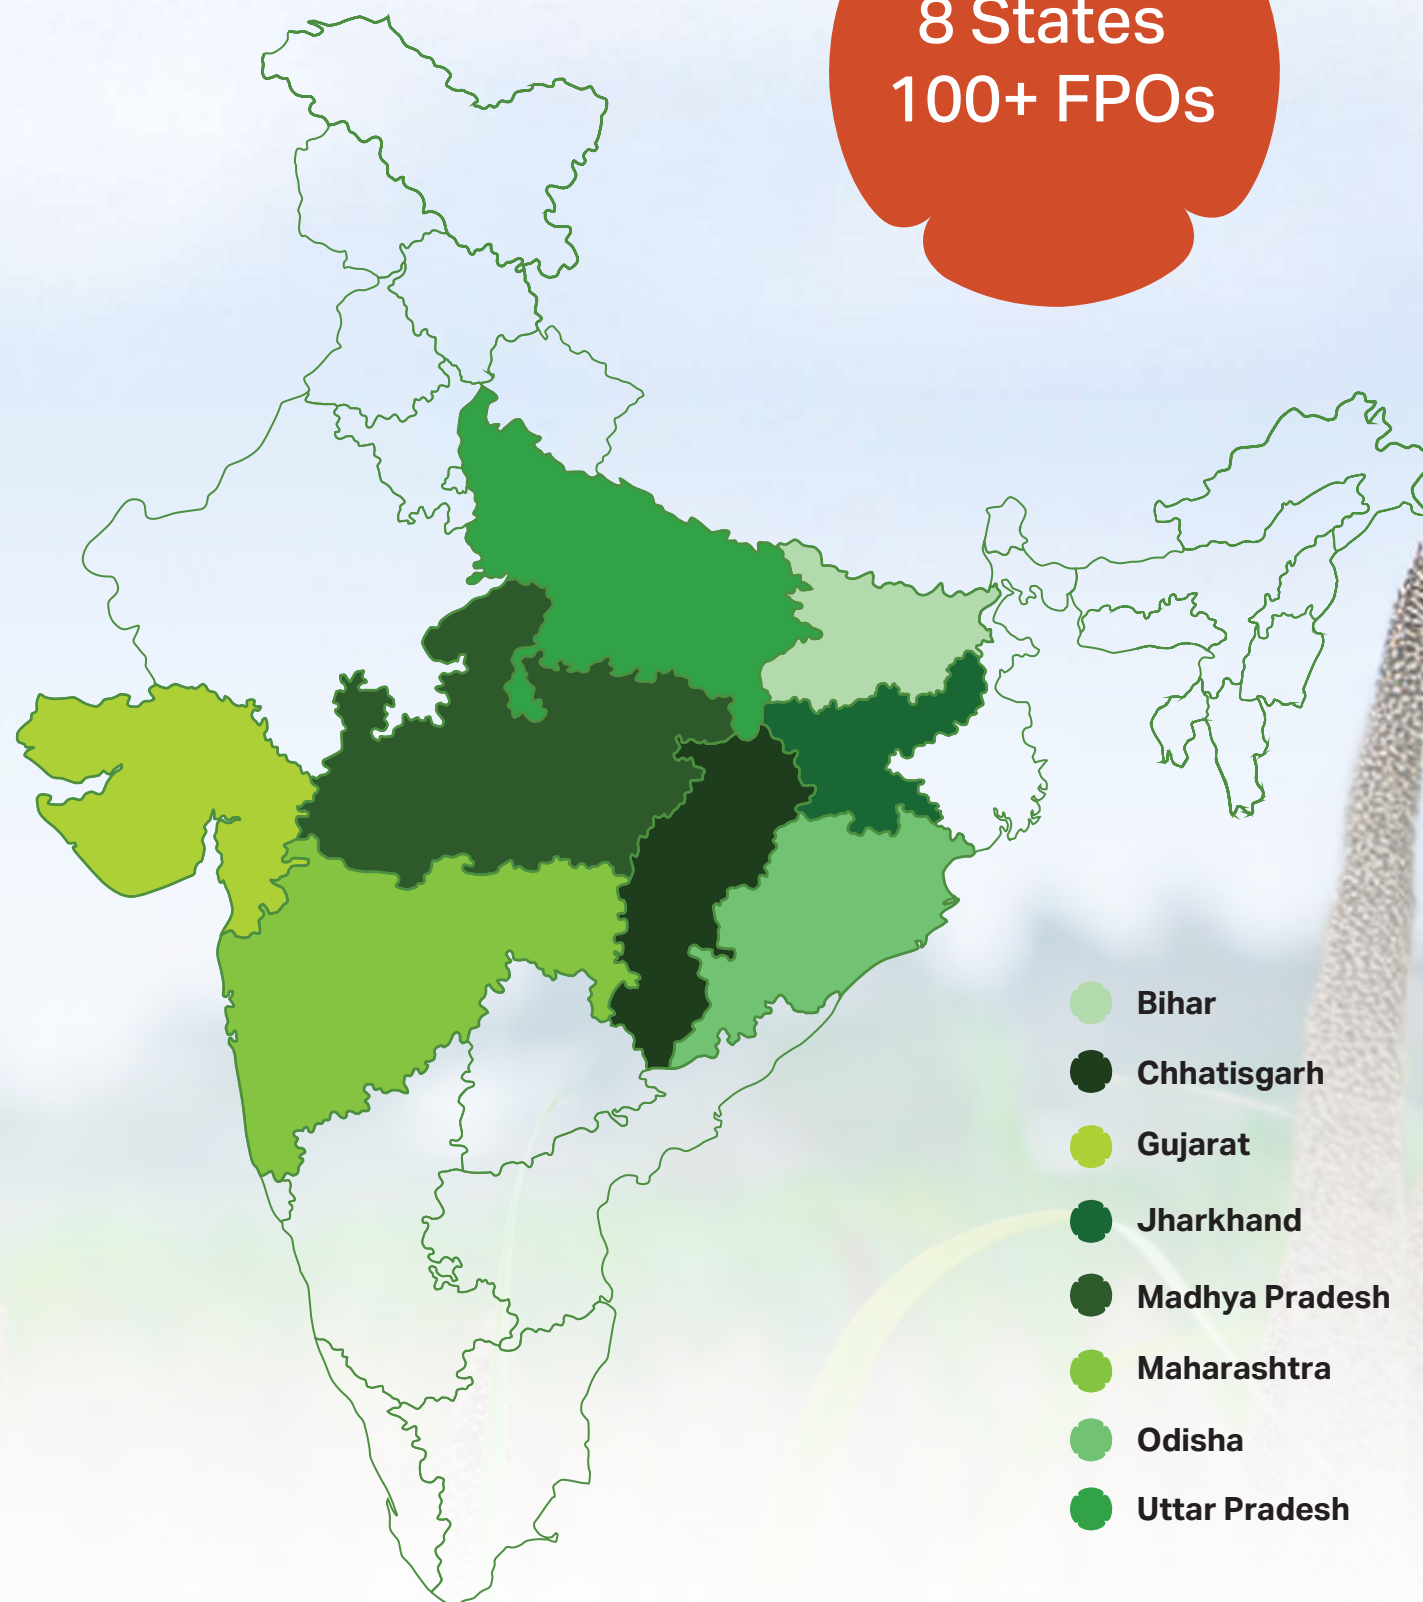 8 States
100+ FPOs
Bihar
Chhatisgarh
Gujarat
Jharkhand
Madhya Pradesh
Maharashtra
Odisha
Uttar Pradesh